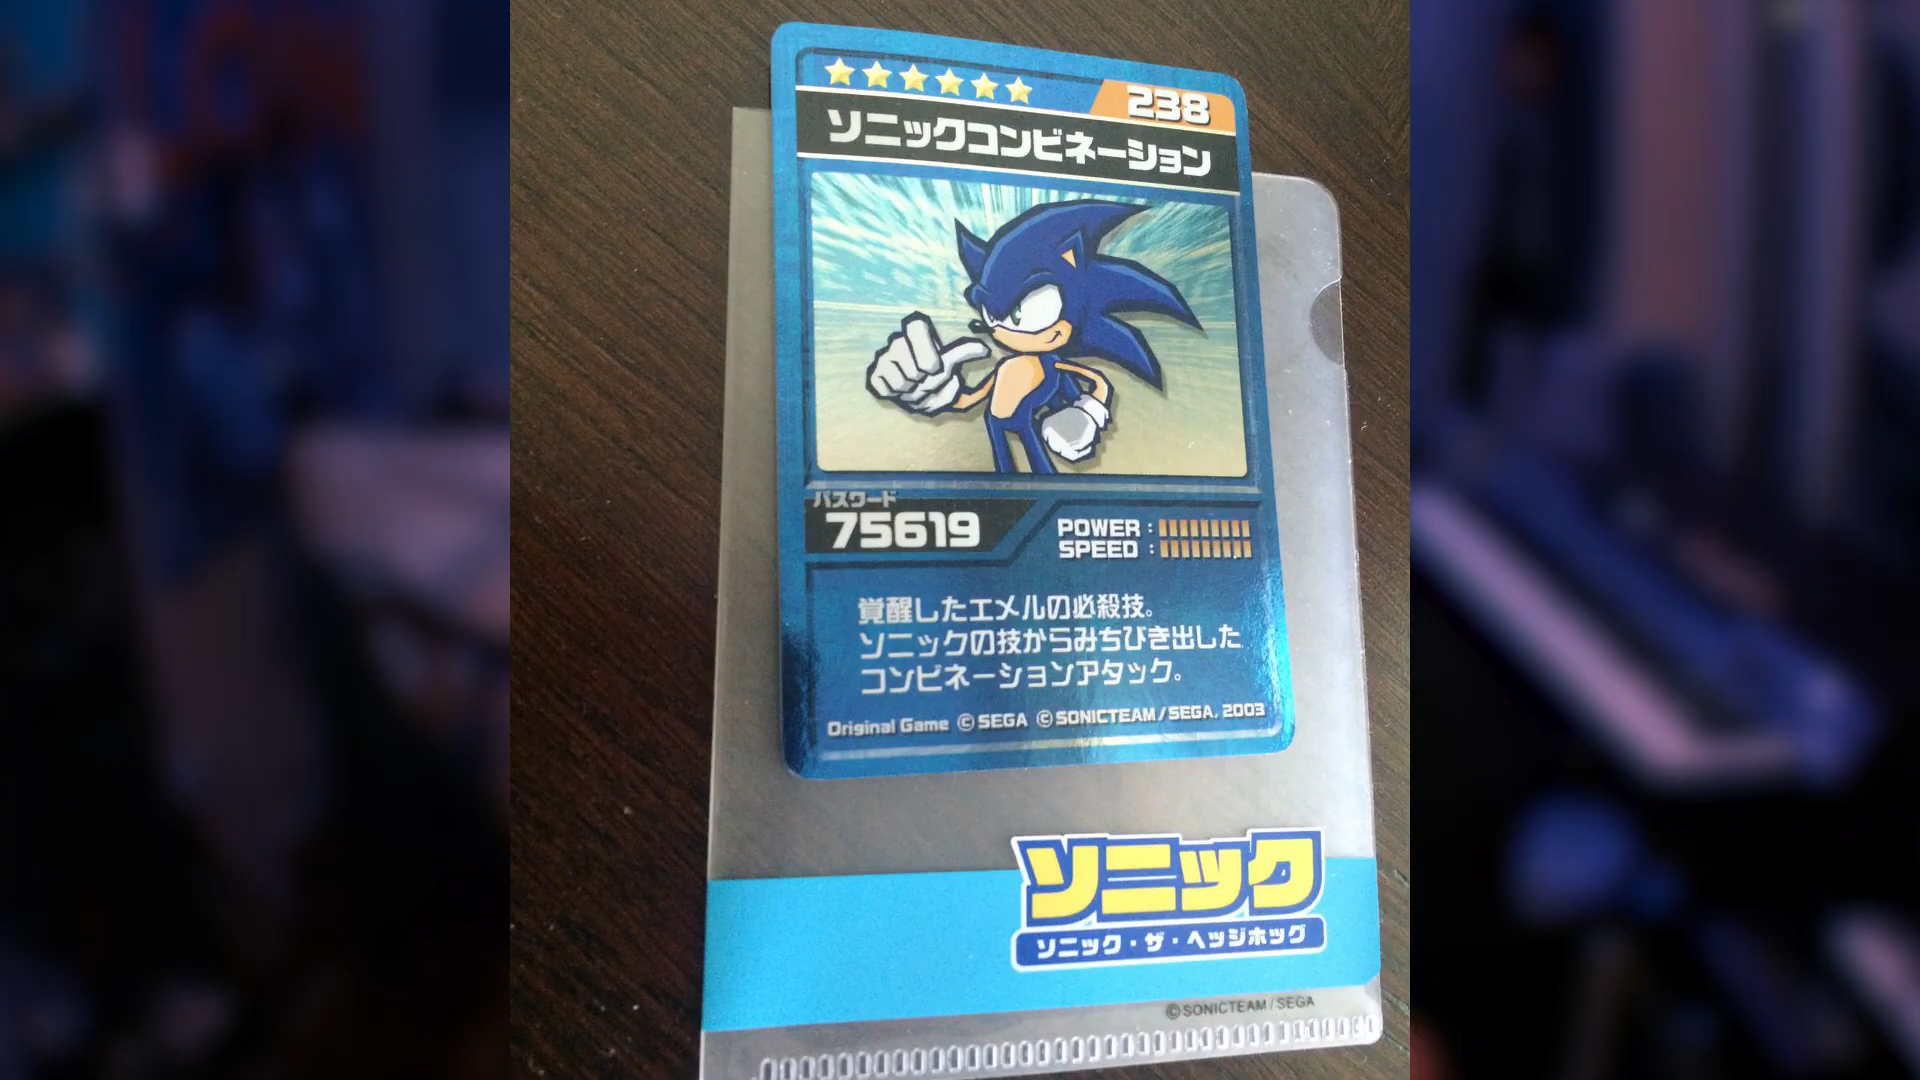 238
ソニックコンビネーション
パスワード
75619
POWER :
SPEED :
覚醒したエメルの必殺技。
ソニックの技からみちびき出した
コンビネーションアタック。
Original Game ©SEGA ©SONICTEAM/SEGA, 2003
ソニック
ソニック・ザ・ヘッジホッグ
©SONICTEAM/SEGA